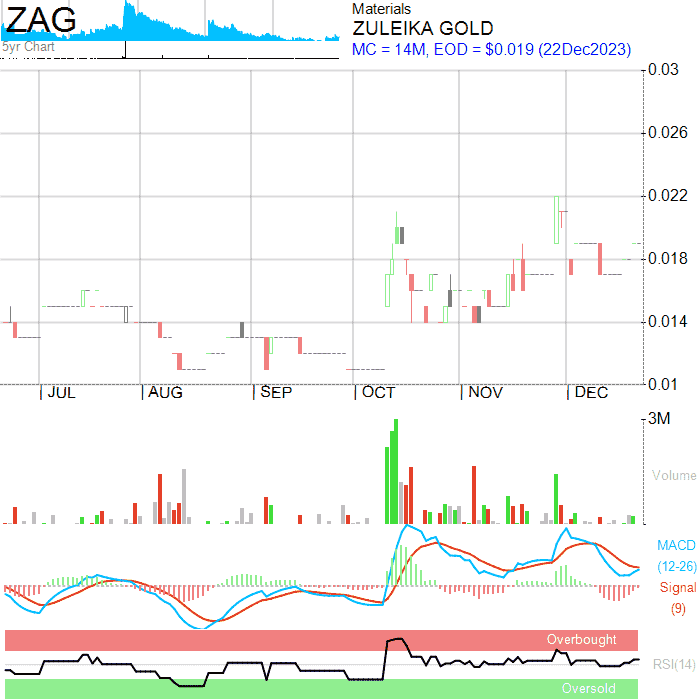 ZAG
5yr Chart
Materials
ZULEIKA GOLD
MC = 14M, EOD = $0.019 (22Dec2023)
0.03
0.026
0.022
0.018
0.014
0.01
JUL AUG SEP OCT NOV DEC
3M
Volume
MACD
(12-26)
Signal
(9)
Overbought
RSI(14)
Oversold